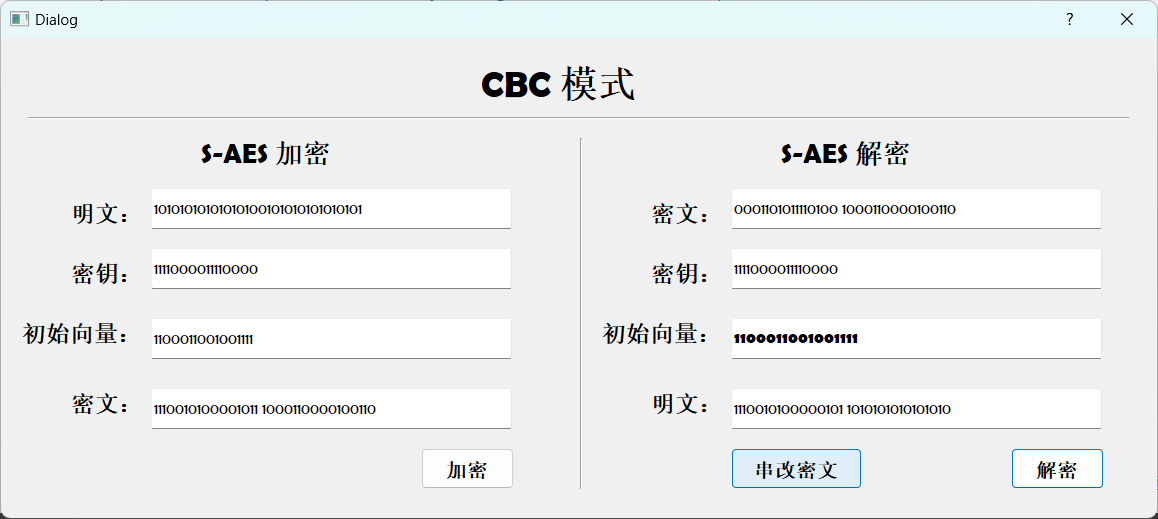 Dialog
CBC 模式
S-AES 加密
S-AES 解密
明文: 10101010101010100101010101010101
密文: 0001101011110100 1000110000100110
密钥: 1111000011110000
密钥: 1111000011110000
初始向量: 1100011001001111
初始向量: 1100011001001111
密文: 1110010100001011 1000110000100110
明文: 1110010100000101 1010101010101010
加密
串改密文
解密